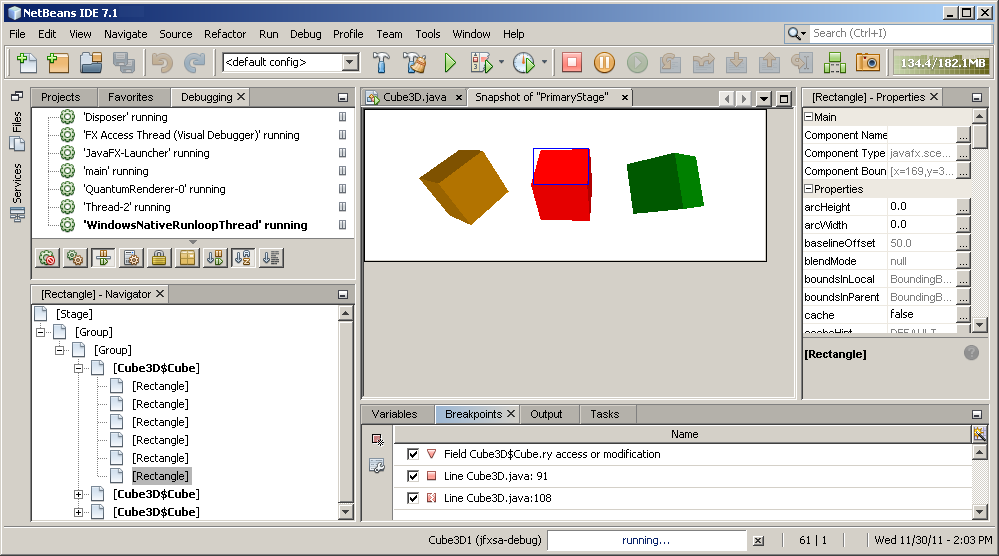 NetBeans IDE 7.1
File Edit View Navigate Source Refactor Run Debug Profile Team Tools Window Help
Search (Ctrl+I)
<default config>
134.4/182.1MB
Files
Services
Projects Favorites Debugging
'Disposer' running
'FX Access Thread (Visual Debugger)' running
'JavaFX-Launcher' running
'main' running
'QuantumRenderer-0' running
'Thread-2' running
'WindowsNativeRunloopThread' running
[Rectangle] - Navigator
[Stage]
[Group]
[Group]
[Cube3D$Cube]
[Rectangle]
[Rectangle]
[Rectangle]
[Rectangle]
[Rectangle]
[Rectangle]
[Cube3D$Cube]
[Cube3D$Cube]
Cube3D.java Snapshot of "PrimaryStage"
[Rectangle] - Properties
Main
Component Name ...
Component Type javafx.sce... ...
Component Boun [x=169,y=3... ...
Properties
arcHeight 0.0 ...
arcWidth 0.0 ...
baselineOffset 50.0 ...
blendMode null ...
boundsInLocal BoundingB... ...
boundsInParent BoundingB... ...
cache false ...
cacheHint DEFAULT
[Rectangle]
Variables Breakpoints Output Tasks
Name
Field Cube3D$Cube.ry access or modification
Line Cube3D.java: 91
Line Cube3D.java:108
Cube3D1 (jfxsa-debug) running... 61 | 1 Wed 11/30/11 - 2:03 PM